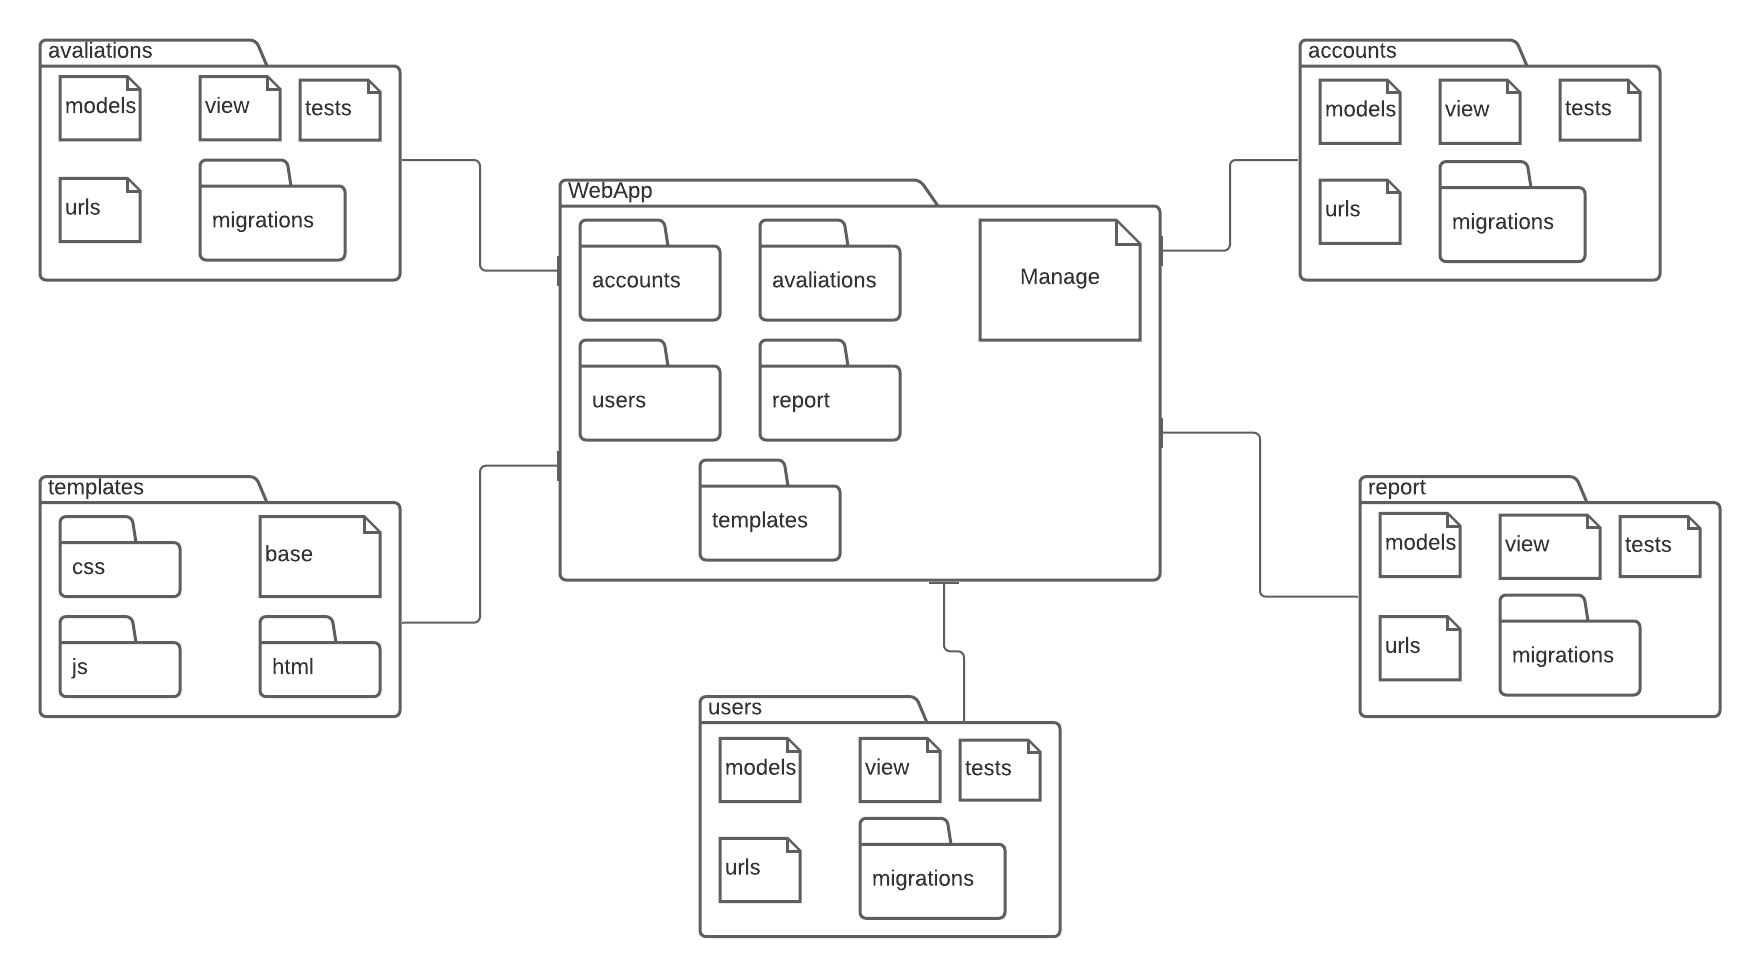 avaliations
models
view
tests
urls
migrations
accounts
models
view
tests
urls
migrations
WebApp
accounts
avaliations
Manage
users
report
templates
templates
css
base
js
html
report
models
view
tests
urls
migrations
users
models
view
tests
urls
migrations